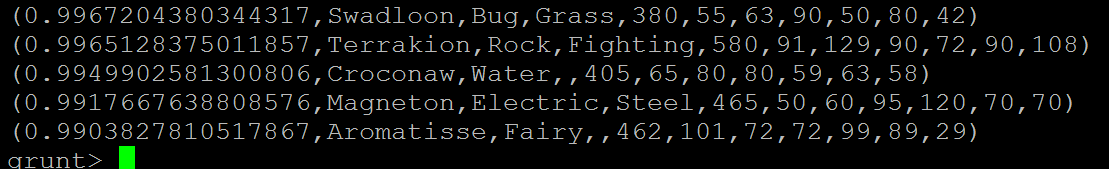 (0.9967204380344317,Swadloon,Bug,Grass,380,55,63,90,50,80,42)
(0.9965128375011857,Terrakion,Rock,Fighting,580,91,129,90,72,90,108)
(0.9949902581300806,Croconaw,Water,,405,65,80,80,59,63,58)
(0.9917667638808576,Magneton,Electric,Steel,465,50,60,95,120,70,70)
(0.9903827810517867,Aromatisse,Fairy,,462,101,72,72,99,89,29)
grunt>